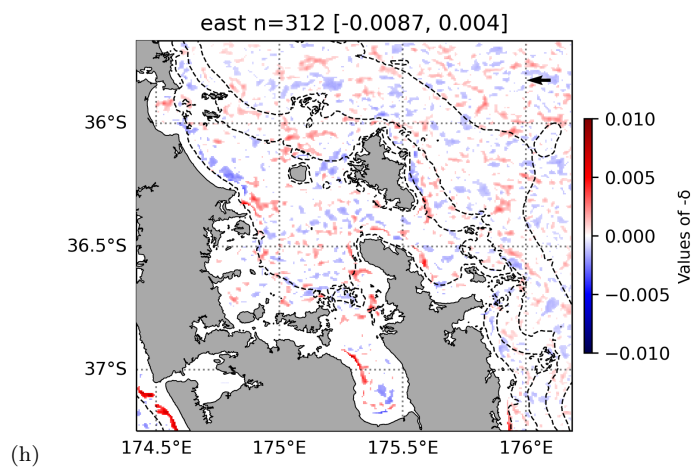 east n=312 [-0.0087, 0.004]
36°S
36.5°S
37°S
174.5°E
175°E
175.5°E
176°E
0.010
0.005
0.000
−0.005
−0.010
Values of -δ
(h)